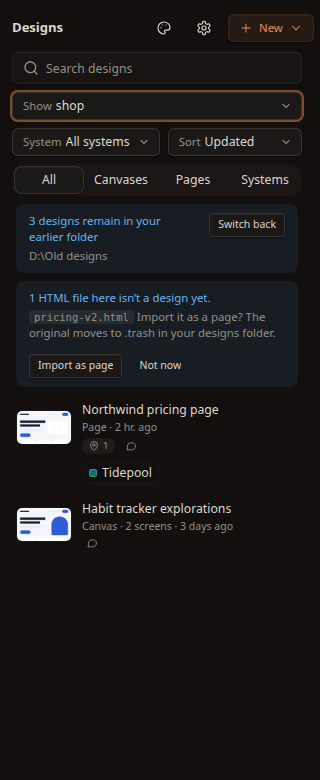 Designs
New
Search designs
Show shop
System All systems
Sort Updated
All
Canvases
Pages
Systems
3 designs remain in your
earlier folder
D:\Old designs
Switch back
1 HTML file here isn’t a design yet.
pricing-v2.html Import it as a page? The
original moves to .trash in your designs folder.
Import as page
Not now
Northwind pricing page
Page · 2 hr. ago
1
Tidepool
Habit tracker explorations
Canvas · 2 screens · 3 days ago